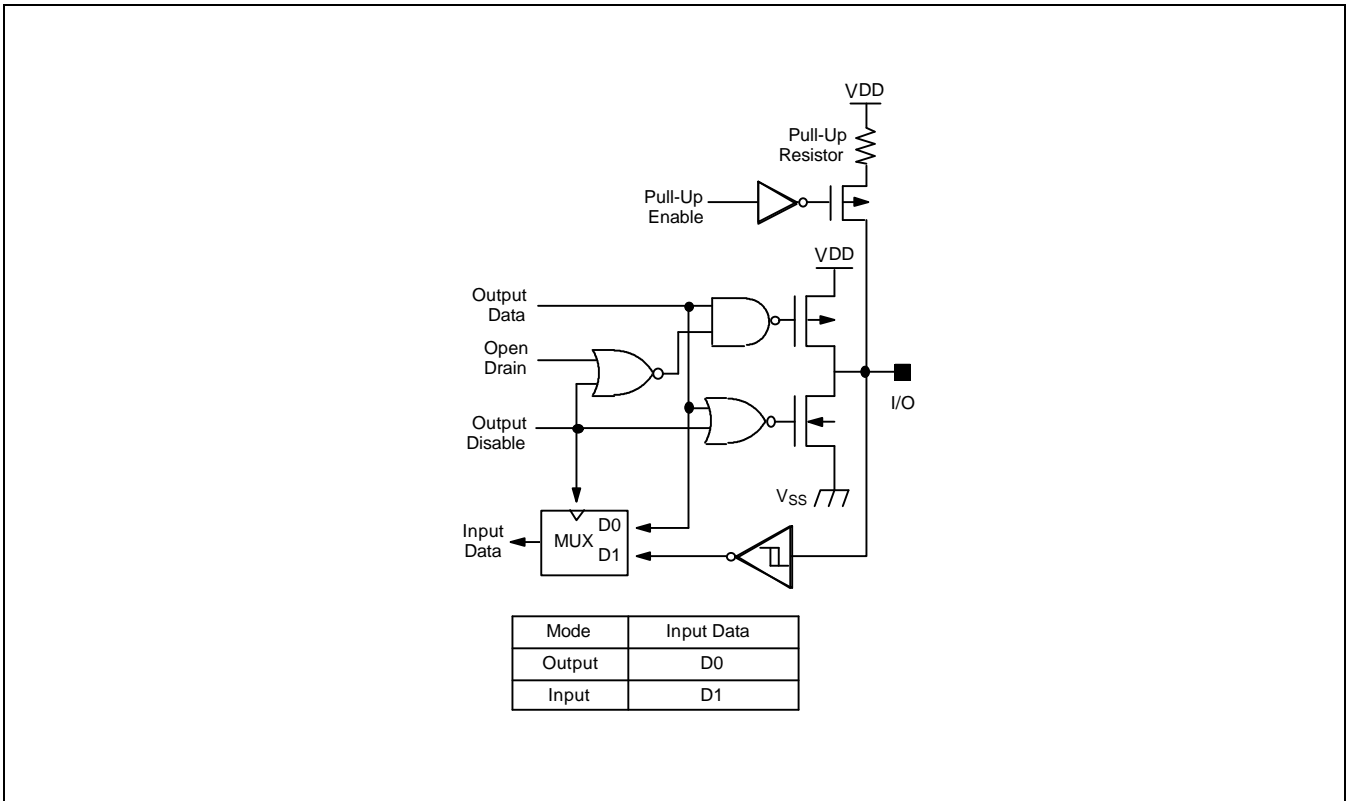 VDD
Pull-Up
Resistor
Pull-Up
Enable
VDD
Output
Data
Open
Drain
I/O
Output
Disable
VSS
Input
Data
MUX
D0
D1
Mode Input Data
Output D0
Input D1